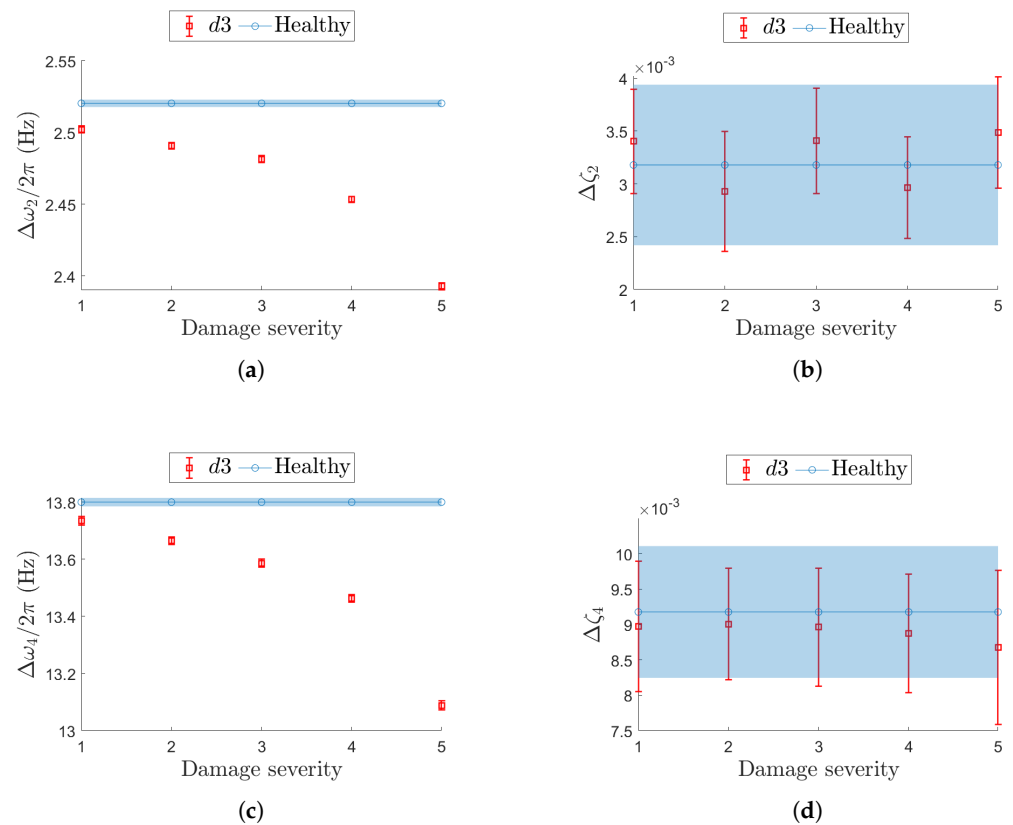 d3 Healthy
2.55
2.5
2.45
2.4
Δω₂/2π (Hz)
1 2 3 4 5
Damage severity
(a)
d3 Healthy
×10⁻³
4
3.5
3
2.5
2
Δζ₂
1 2 3 4 5
Damage severity
(b)
d3 Healthy
13.8
13.6
13.4
13.2
13
Δω₄/2π (Hz)
1 2 3 4 5
Damage severity
(c)
d3 Healthy
×10⁻³
10
9.5
9
8.5
8
7.5
Δζ₄
1 2 3 4 5
Damage severity
(d)